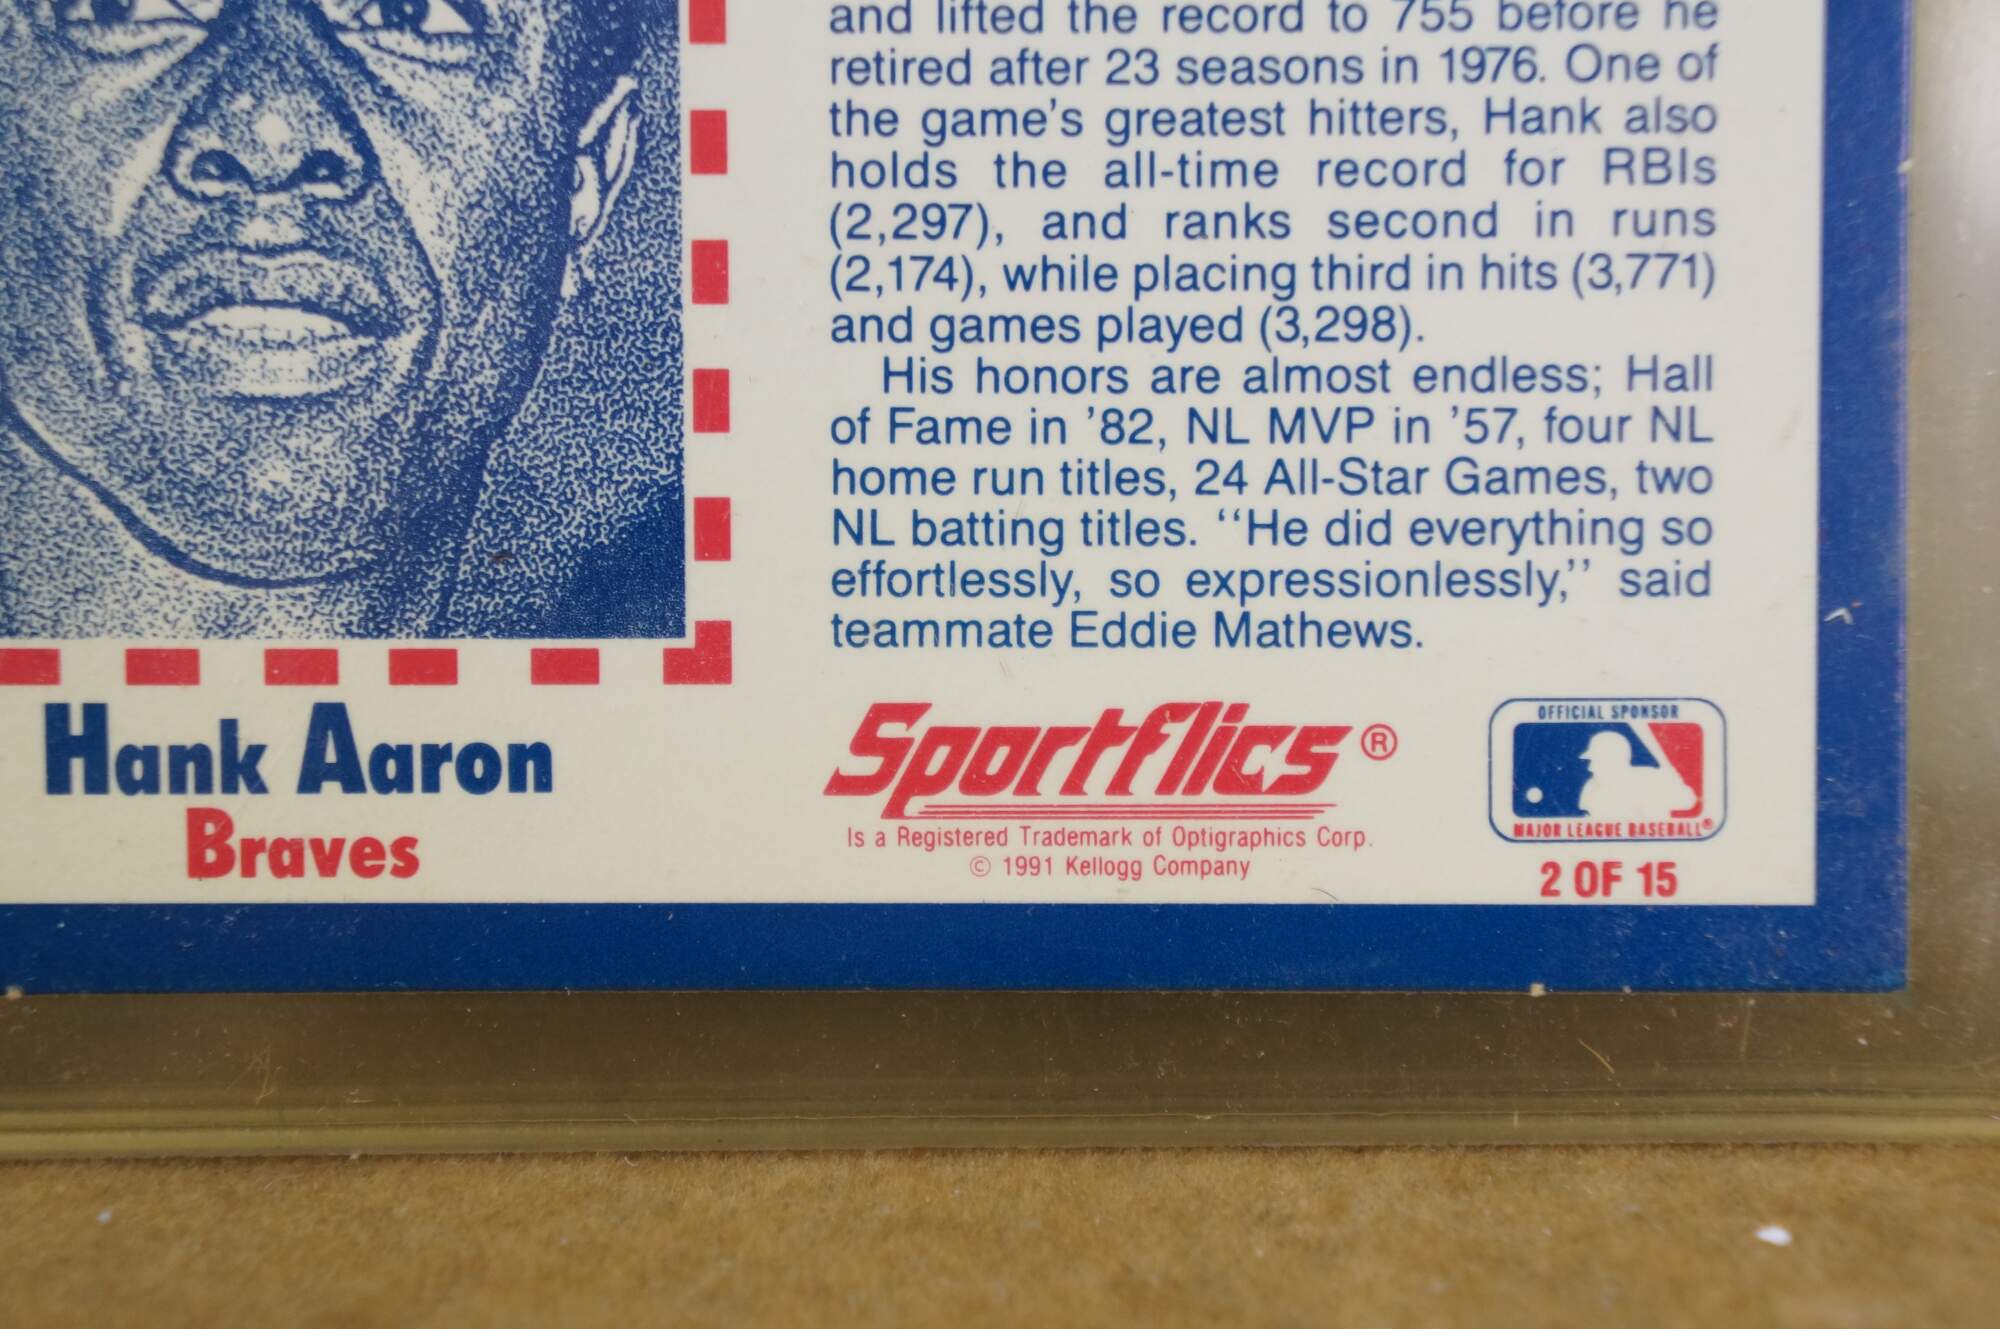 and lifted the record to 755 before he
retired after 23 seasons in 1976. One of
the game's greatest hitters, Hank also
holds the all-time record for RBIs
(2,297), and ranks second in runs
(2,174), while placing third in hits (3,771)
and games played (3,298).
His honors are almost endless; Hall
of Fame in '82, NL MVP in '57, four NL
home run titles, 24 All-Star Games, two
NL batting titles. ''He did everything so
effortlessly, so expressionlessly,'' said
teammate Eddie Mathews.
Hank Aaron
Braves
Sportflics®
Is a Registered Trademark of Optigraphics Corp.
© 1991 Kellogg Company
OFFICIAL SPONSOR
MAJOR LEAGUE BASEBALL®
2 OF 15